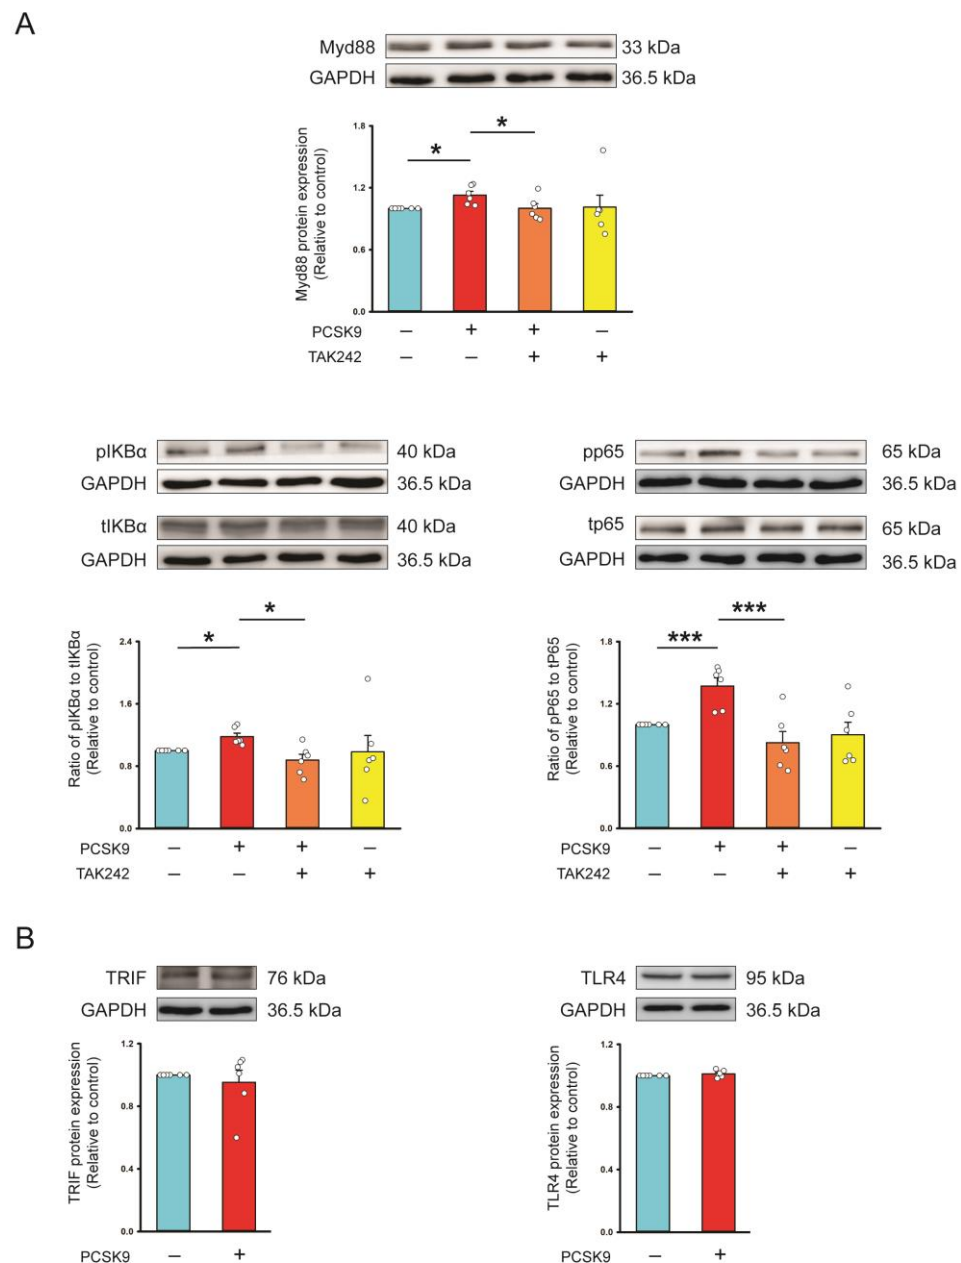 A
Myd88 33 kDa
GAPDH 36.5 kDa
Myd88 protein expression
(Relative to control)
1.8
1.2
0.6
0.0
* *
PCSK9 – + + –
TAK242 – – + +
pIKBα 40 kDa
GAPDH 36.5 kDa
tIKBα 40 kDa
GAPDH 36.5 kDa
Ratio of pIKBα to tIKBα
(Relative to control)
2.4
1.6
0.8
0.0
* *
PCSK9 – + + –
TAK242 – – + +
pp65 65 kDa
GAPDH 36.5 kDa
tp65 65 kDa
GAPDH 36.5 kDa
Ratio of pP65 to tP65
(Relative to control)
1.8
1.2
0.6
0.0
*** ***
PCSK9 – + + –
TAK242 – – + +
B
TRIF 76 kDa
GAPDH 36.5 kDa
TRIF protein expression
(Relative to control)
1.2
0.8
0.4
0.0
PCSK9 – +
TLR4 95 kDa
GAPDH 36.5 kDa
TLR4 protein expression
(Relative to control)
1.2
0.8
0.4
0.0
PCSK9 – +